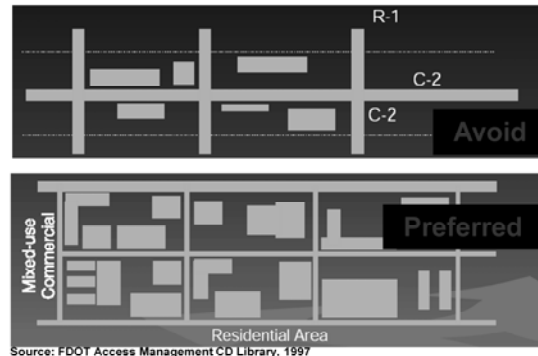 R-1
C-2
C-2
Avoid
Mixed-use
Commercial
Preferred
Residential Area
Source: FDOT Access Management CD Library, 1997